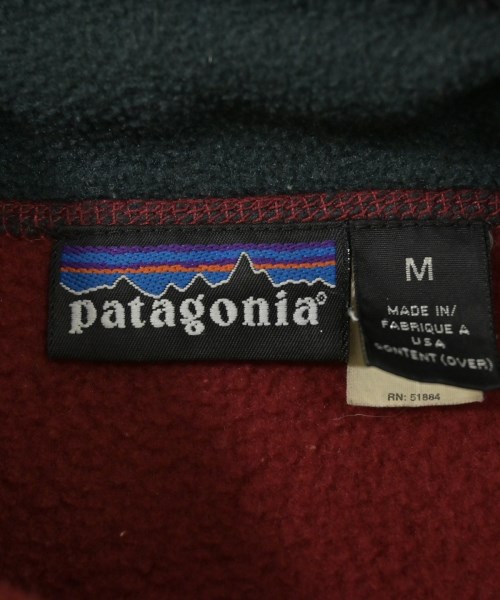 patagonia®
M
MADE IN/
FABRIQUE A
USA
CONTENT (OVER)
RN: 51884